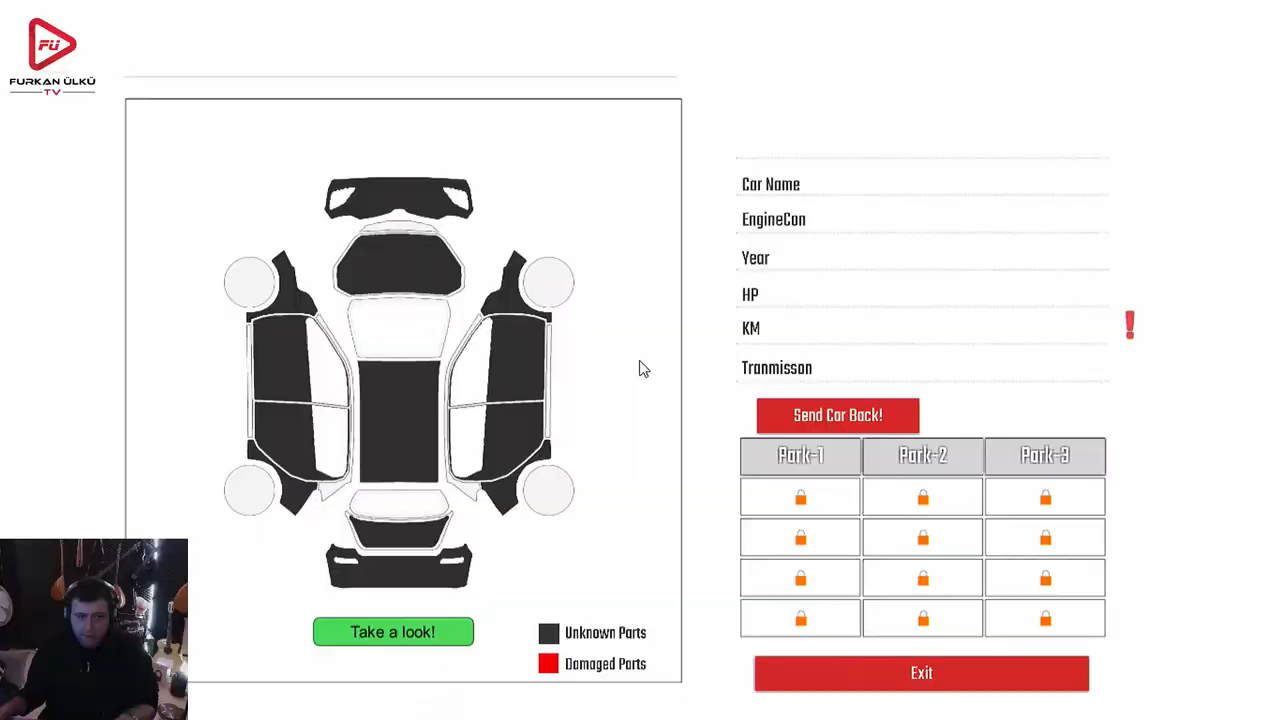 FU
FURKAN ÜLKÜ
TV
Car Name
EngineCon
Year
HP
KM
Tranmisson
Send Car Back!
Park-1 Park-2 Park-3
Take a look!
Unknown Parts
Damaged Parts
Exit